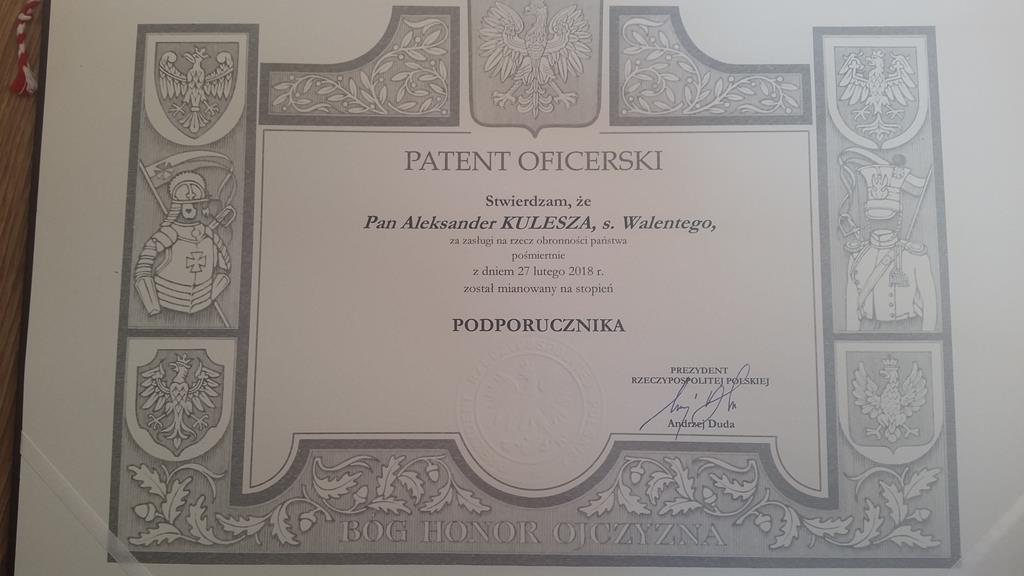 PATENT OFICERSKI
Stwierdzam, że
Pan Aleksander KULESZA, s. Walentego,
za zasługi na rzecz obronności państwa
pośmiertnie
z dniem 27 lutego 2018 r.
został mianowany na stopień
PODPORUCZNIKA
PREZYDENT
RZECZYPOSPOLITEJ POLSKIEJ
Andrzej Duda
BÓG HONOR OJCZYZNA